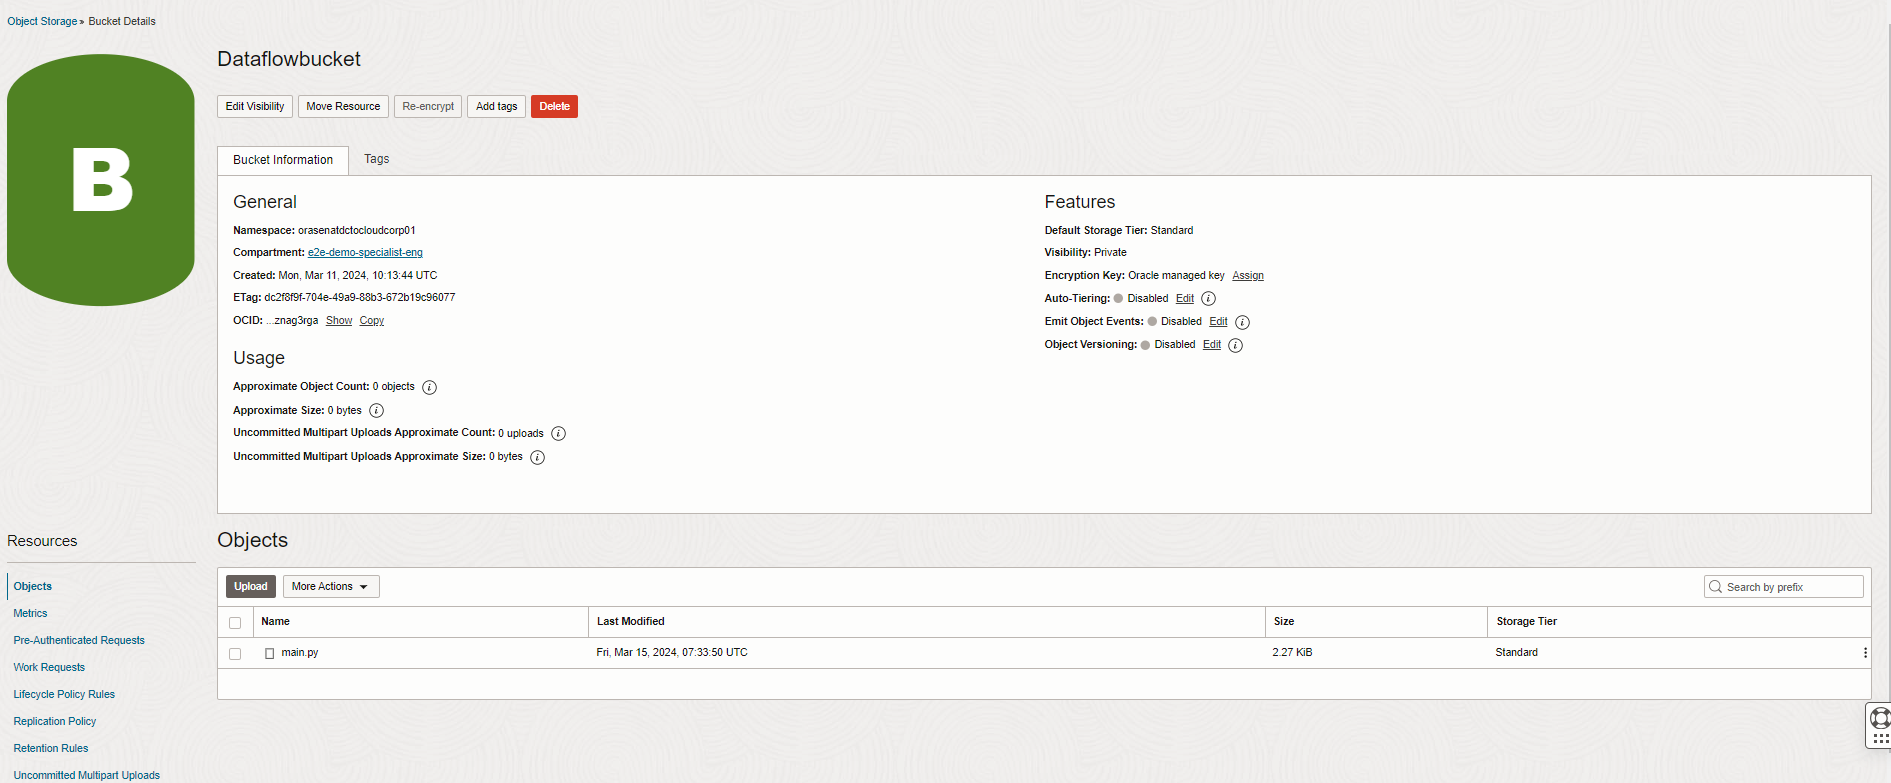 Object Storage » Bucket Details
B
Dataflowbucket
Edit Visibility Move Resource Re-encrypt Add tags Delete
Bucket Information Tags
General
Namespace: orasenatdctocloudcorp01
Compartment: e2e-demo-specialist-eng
Created: Mon, Mar 11, 2024, 10:13:44 UTC
ETag: dc2f8f9f-704e-49a9-88b3-672b19c96077
OCID: ...znag3rga Show Copy
Usage
Approximate Object Count: 0 objects i
Approximate Size: 0 bytes i
Uncommitted Multipart Uploads Approximate Count: 0 uploads i
Uncommitted Multipart Uploads Approximate Size: 0 bytes i
Features
Default Storage Tier: Standard
Visibility: Private
Encryption Key: Oracle managed key Assign
Auto-Tiering: Disabled Edit i
Emit Object Events: Disabled Edit i
Object Versioning: Disabled Edit i
Resources
Objects
Metrics
Pre-Authenticated Requests
Work Requests
Lifecycle Policy Rules
Replication Policy
Retention Rules
Uncommitted Multipart Uploads
Objects
Upload More Actions Search by prefix
Name Last Modified Size Storage Tier
main.py Fri, Mar 15, 2024, 07:33:50 UTC 2.27 KiB Standard